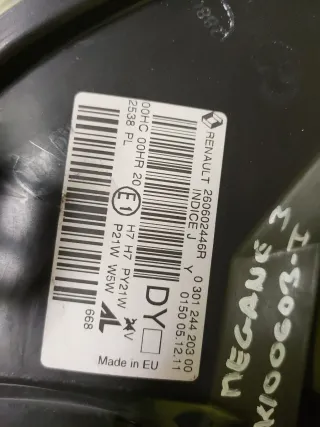 RENAULT 260602446R
INDICE J
Y 0 301 244 203 00
0150 05.12.11
00HC 00HR 20
2538 PL
E1
H7 H7 PY21W
P21W W5W
DY
AL
668
Made in EU
MEGANE 3